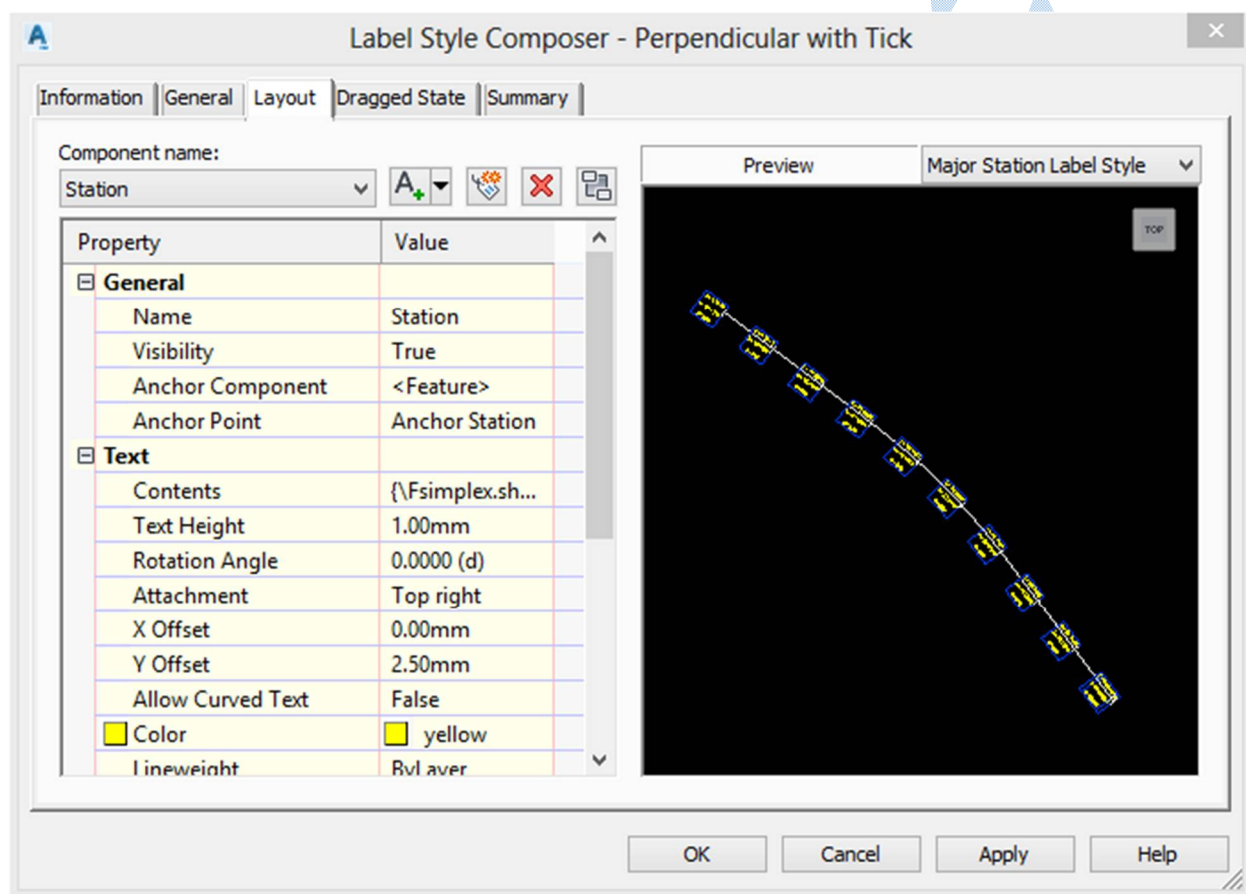 Label Style Composer - Perpendicular with Tick
Information General Layout Dragged State Summary
Component name:
Station
Preview Major Station Label Style
TOP
Property Value
General
Name Station
Visibility True
Anchor Component <Feature>
Anchor Point Anchor Station
Text
Contents {\Fsimplex.sh...
Text Height 1.00mm
Rotation Angle 0.0000 (d)
Attachment Top right
X Offset 0.00mm
Y Offset 2.50mm
Allow Curved Text False
Color yellow
Lineweight ByLayer
OK Cancel Apply Help